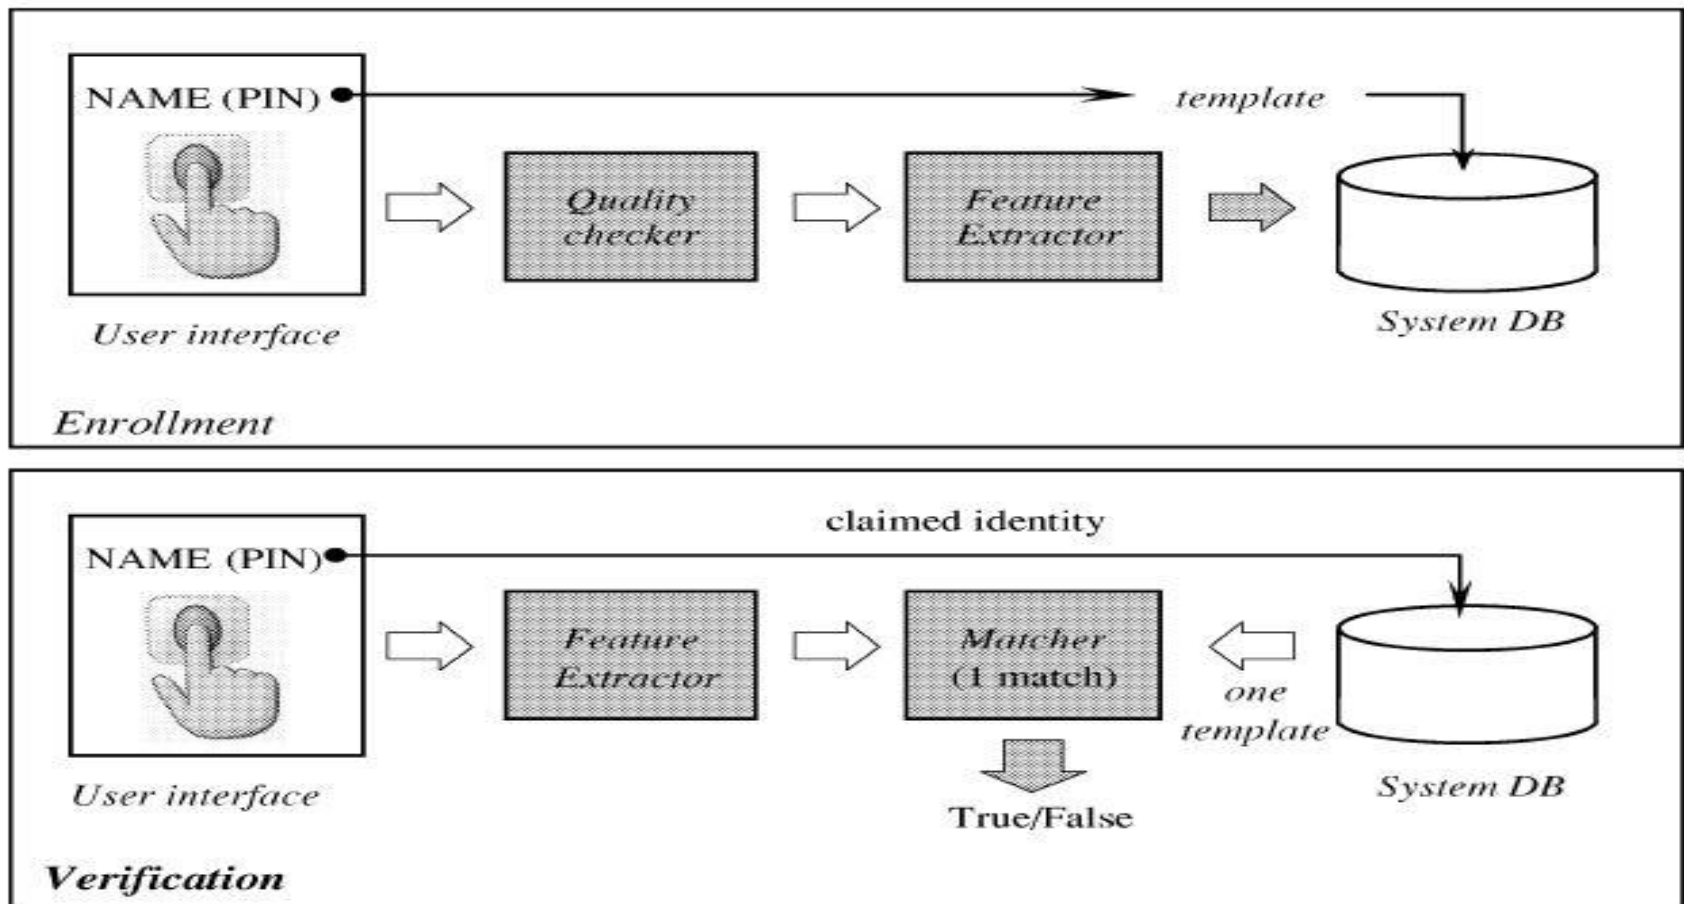 NAME (PIN)
template
Quality
checker
Feature
Extractor
User interface
System DB
Enrollment
claimed identity
NAME (PIN)
Feature
Extractor
Matcher
(1 match)
one
template
User interface
System DB
True/False
Verification